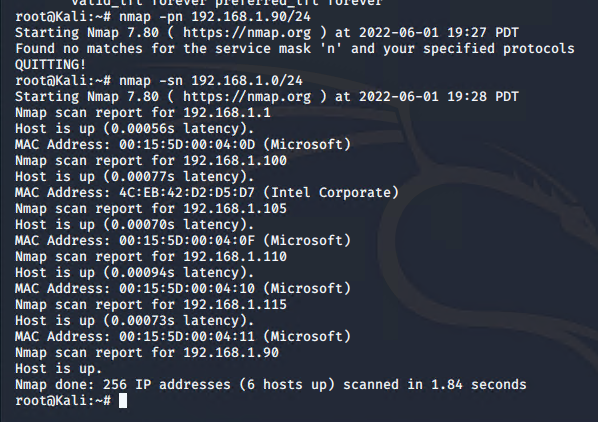 valid_lft forever preferred_lft forever
root@Kali:~# nmap -pn 192.168.1.90/24
Starting Nmap 7.80 ( https://nmap.org ) at 2022-06-01 19:27 PDT
Found no matches for the service mask 'n' and your specified protocols
QUITTING!
root@Kali:~# nmap -sn 192.168.1.0/24
Starting Nmap 7.80 ( https://nmap.org ) at 2022-06-01 19:28 PDT
Nmap scan report for 192.168.1.1
Host is up (0.00056s latency).
MAC Address: 00:15:5D:00:04:0D (Microsoft)
Nmap scan report for 192.168.1.100
Host is up (0.00077s latency).
MAC Address: 4C:EB:42:D2:D5:D7 (Intel Corporate)
Nmap scan report for 192.168.1.105
Host is up (0.00070s latency).
MAC Address: 00:15:5D:00:04:0F (Microsoft)
Nmap scan report for 192.168.1.110
Host is up (0.00094s latency).
MAC Address: 00:15:5D:00:04:10 (Microsoft)
Nmap scan report for 192.168.1.115
Host is up (0.00073s latency).
MAC Address: 00:15:5D:00:04:11 (Microsoft)
Nmap scan report for 192.168.1.90
Host is up.
Nmap done: 256 IP addresses (6 hosts up) scanned in 1.84 seconds
root@Kali:~#